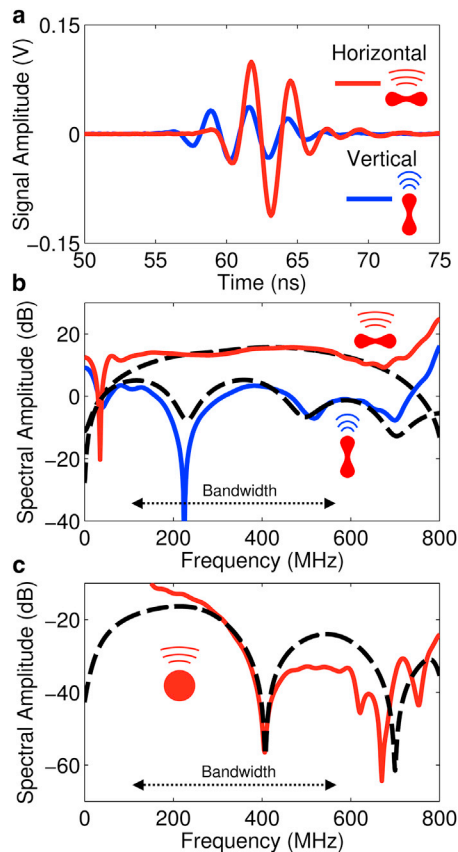 a
Signal Amplitude (V)
0.15
0
−0.15
Horizontal
Vertical
50 55 60 65 70 75
Time (ns)
b
Spectral Amplitude (dB)
20
0
−20
−40
Bandwidth
0 200 400 600 800
Frequency (MHz)
c
Spectral Amplitude (dB)
−20
−40
−60
Bandwidth
0 200 400 600 800
Frequency (MHz)